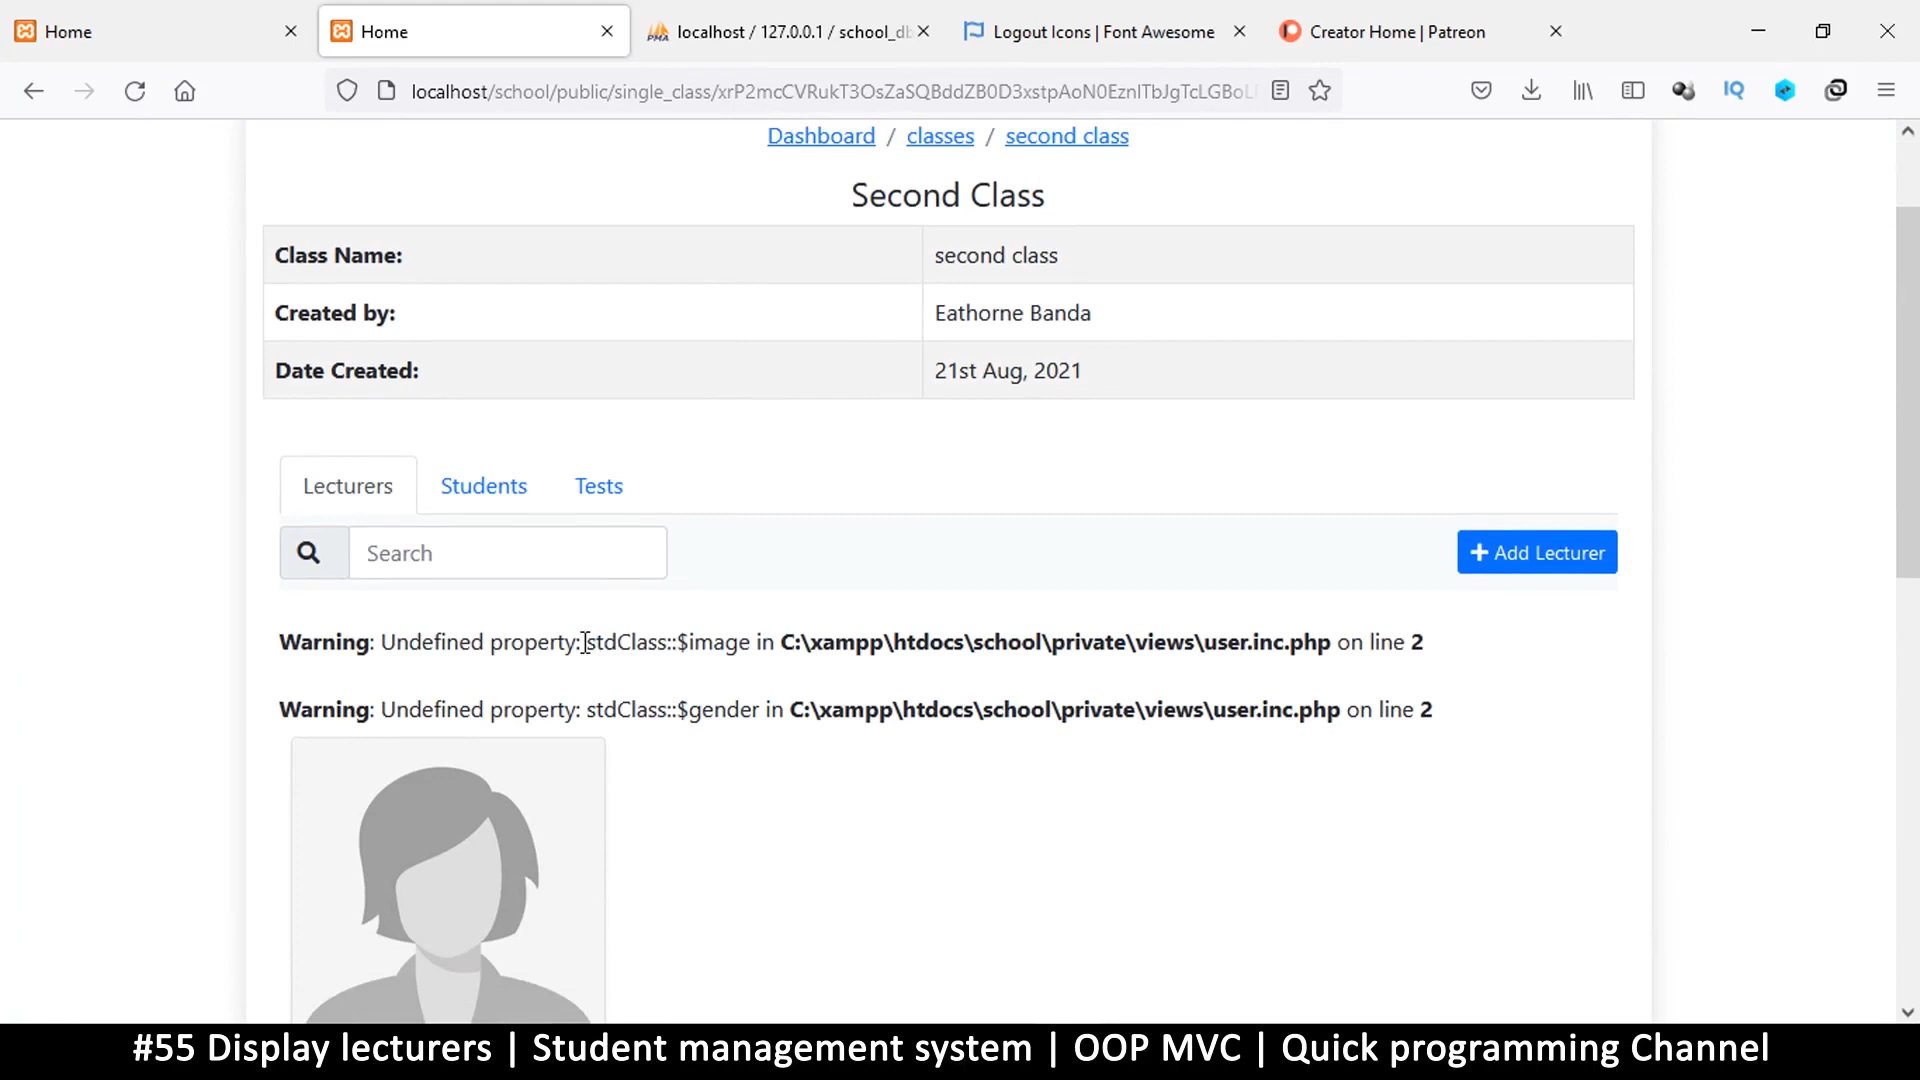 Home
Home
localhost / 127.0.0.1 / school_db
Logout Icons | Font Awesome
Creator Home | Patreon
localhost/school/public/single_class/xrP2mcCVRukT3OsZaSQBddZB0D3xstpAoN0EznlTbJgTcLGBoL
IQ
Dashboard / classes / second class
Second Class
Class Name: second class
Created by: Eathorne Banda
Date Created: 21st Aug, 2021
Lecturers Students Tests
Search
Add Lecturer
Warning: Undefined property: stdClass::$image in C:\xampp\htdocs\school\private\views\user.inc.php on line 2
Warning: Undefined property: stdClass::$gender in C:\xampp\htdocs\school\private\views\user.inc.php on line 2
#55 Display lecturers | Student management system | OOP MVC | Quick programming Channel